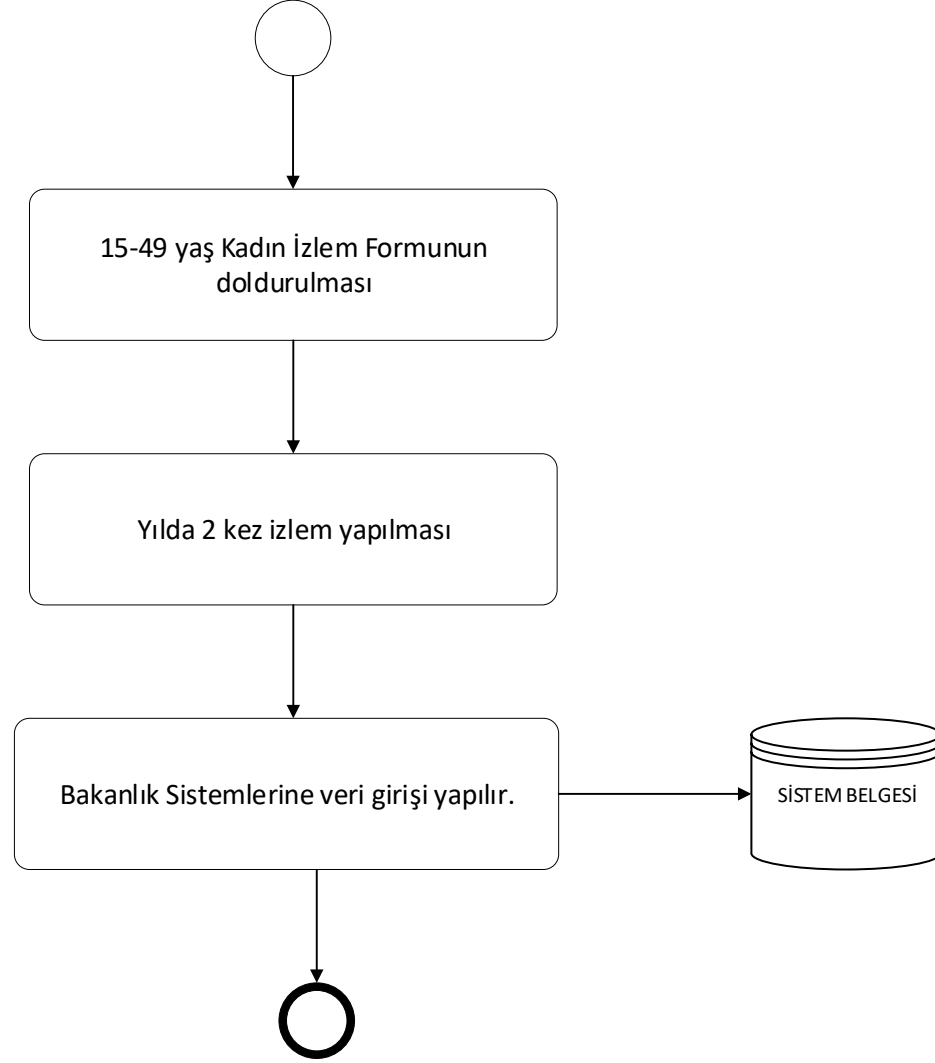 15-49 yaş Kadın İzlem Formunun
doldurulması
Yılda 2 kez izlem yapılması
Bakanlık Sistemlerine veri girişi yapılır.
SİSTEM BELGESİ